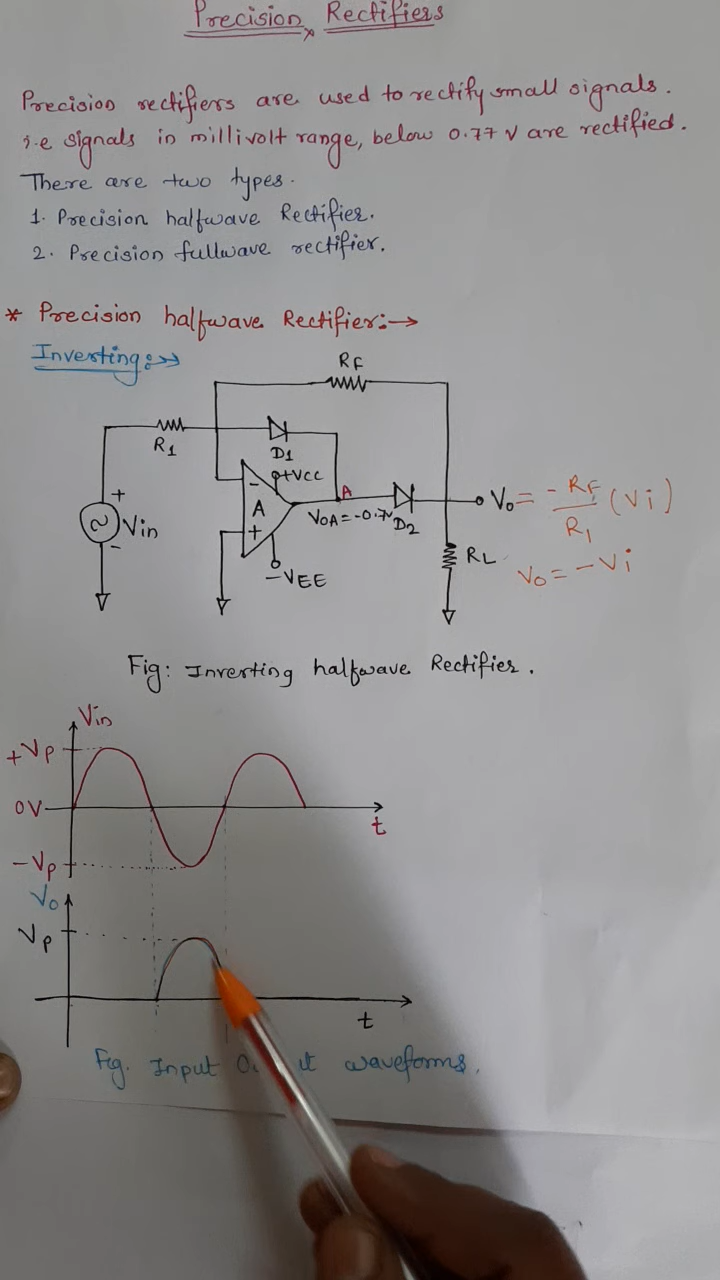 Precision Rectifiers
Precision rectifiers are used to rectify small signals.
i.e signals in millivolt range, below 0.77 V are rectified.
There are two types.
1. Precision halfwave Rectifier.
2. Precision fullwave rectifier.
* Precision halfwave Rectifier:→
Inverting:→
RF
R1
D1
+VCC
-
A
+
A
VOA = -0.7V
D2
Vo = -RF/R1 (Vi)
+
Vin
-
-VEE
RL
Vo = -Vi
Fig: Inverting halfwave Rectifier.
Vin
+Vp
0V
t
-Vp
Vo
Vp
t
Fig. Input waveforms.